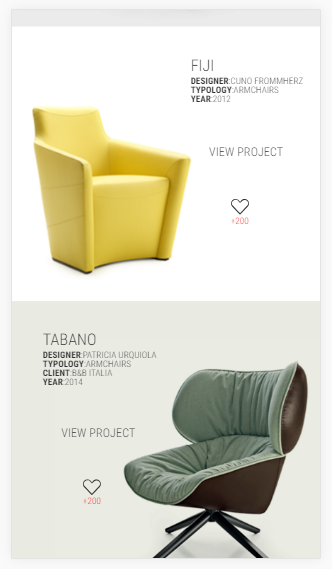 FIJI
DESIGNER:CUNO FROMMHERZ
TYPOLOGY:ARMCHAIRS
YEAR:2012
VIEW PROJECT
+200
TABANO
DESIGNER:PATRICIA URQUIOLA
TYPOLOGY:ARMCHAIRS
CLIENT:B&B ITALIA
YEAR:2014
VIEW PROJECT
+200